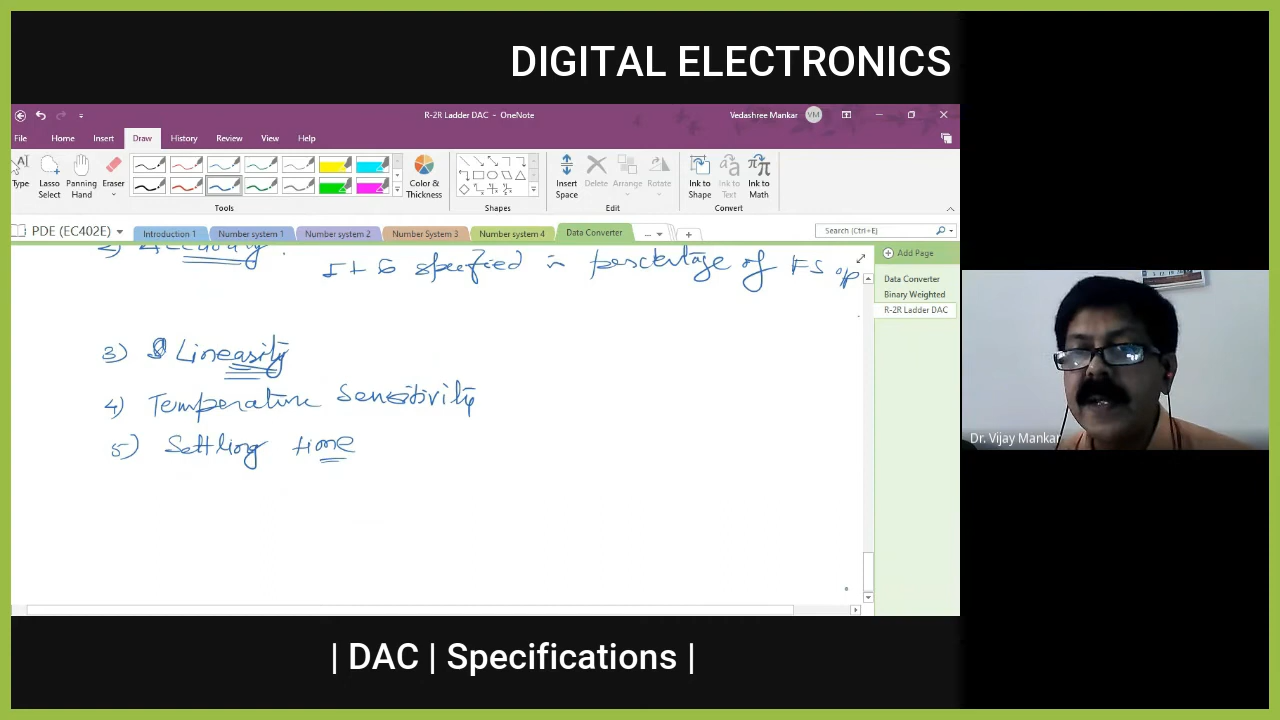 DIGITAL ELECTRONICS
R-2R Ladder DAC - OneNote
Vedashree Mankar VM
File Home Insert Draw History Review View Help
Type
Lasso Select
Panning Hand
Eraser
Color & Thickness
Insert Space
Delete
Arrange
Rotate
Ink to Shape
Ink to Text
Ink to Math
Tools Shapes Edit Convert
PDE (EC402E) Introduction 1 Number system 1 Number system 2 Number System 3 Number system 4 Data Converter ... Search (Ctrl+E)
Add Page
Data Converter
Binary Weighted
R-2R Ladder DAC
2) Accuracy
It is specified in percentage of FS o/p
3) Linearity
4) Temperature Sensitivity
5) Settling time
Dr. Vijay Mankar
| DAC | Specifications |